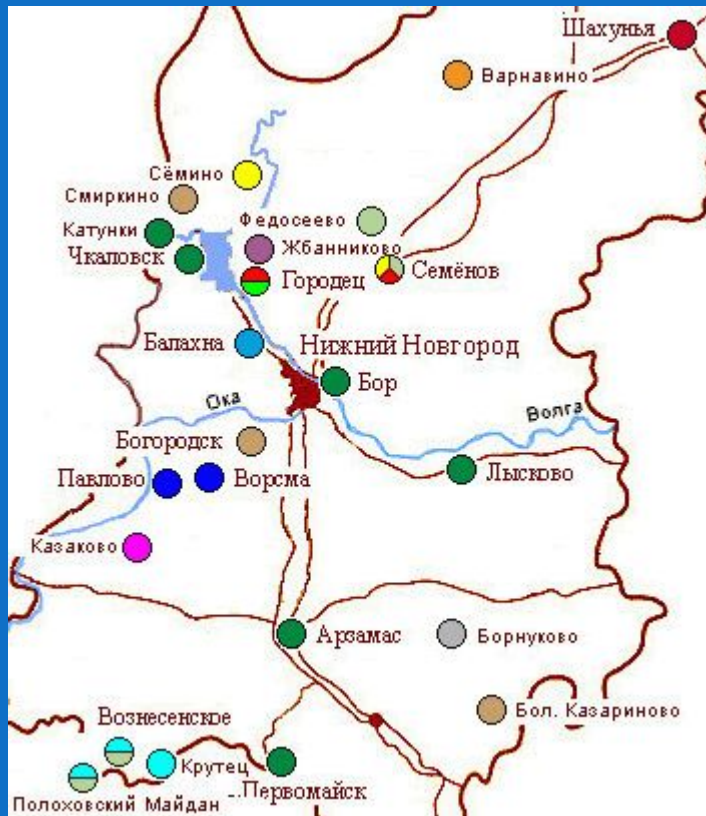 Шахунья
Варнавино
Сёмино
Смиркино
Федосеево
Катунки
Жбанниково
Чкаловск
Семёнов
Городец
Балахна
Нижний Новгород
Бор
Ока
Волга
Богородск
Павлово
Ворсма
Лысково
Казаково
Арзамас
Борнуково
Вознесенское
Бол. Казариново
Крутец
..Первомайск
Полоховский Майдан